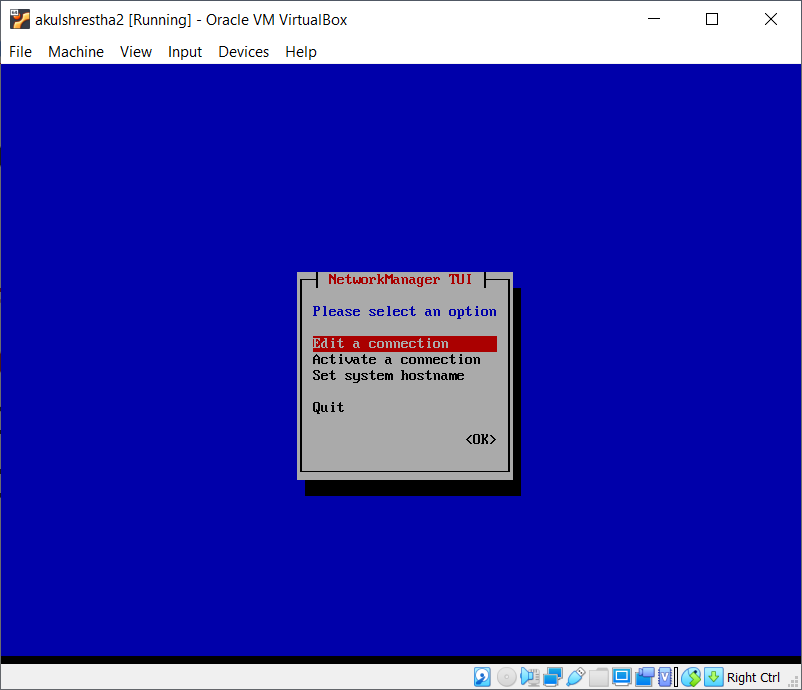 akulshrestha2 [Running] - Oracle VM VirtualBox
File Machine View Input Devices Help
NetworkManager TUI
Please select an option
Edit a connection
Activate a connection
Set system hostname
Quit
<OK>
Right Ctrl